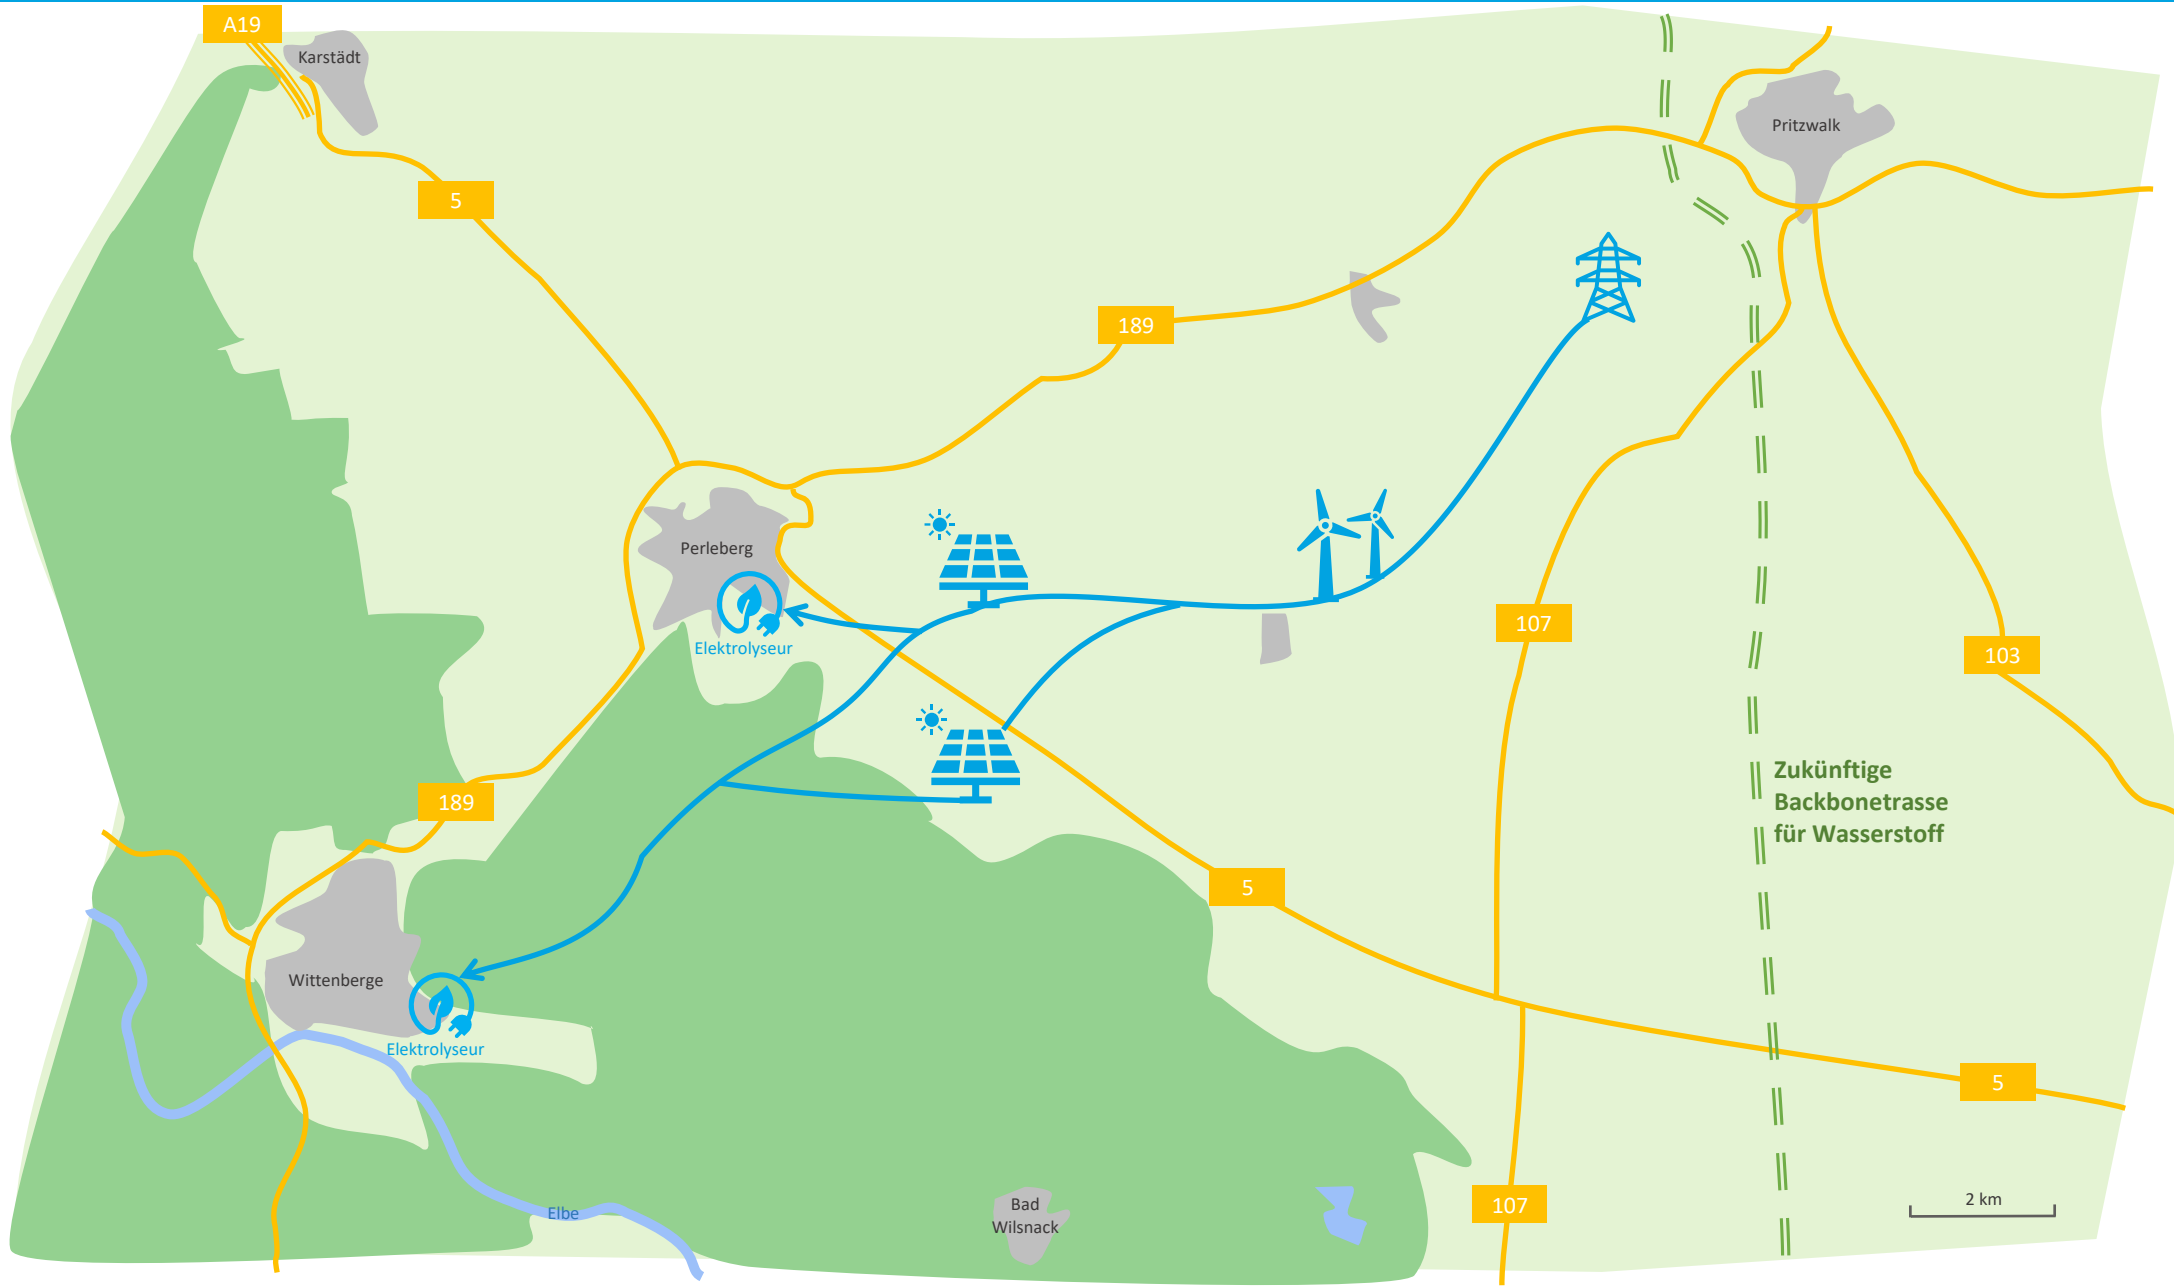 A19
Karstädt
Pritzwalk
5
189
Perleberg
Elektrolyseur
107
103
Zukünftige
Backbonetrasse
für Wasserstoff
189
5
Wittenberge
Elektrolyseur
5
Elbe
Bad
Wilsnack
107
2 km